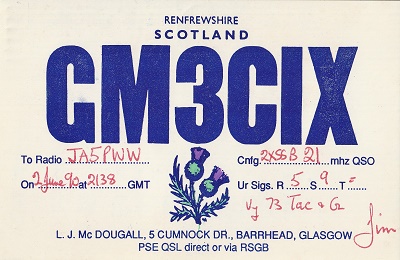 RENFREWSHIRE
SCOTLAND
GM3CIX
To Radio JA5PWW Cnfg 2XSSB 21 mhz QSO
On 2 June 90 at 2138 GMT Ur Sigs. R 5 S 9 T =
Vy 73 Tac & Gz
Jim
L. J. Mc DOUGALL, 5 CUMNOCK DR., BARRHEAD, GLASGOW
PSE QSL direct or via RSGB